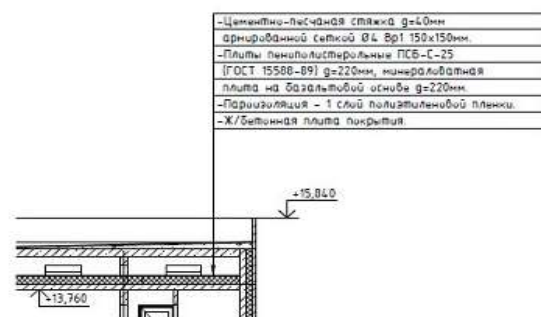 -Цементно-песчаная стяжка g=40мм
армированной сеткой Ø4 Вр1 150х150мм.
-Плиты пенополистерольные ПСБ-С-25
(ГОСТ 15588-89) g=220мм, минераловатная
плита на базальтовой основе g=220мм.
-Пароизоляция - 1 слой полиэтиленовой пленки.
-Ж/бетонная плита покрытия.
+15,840
+13,760